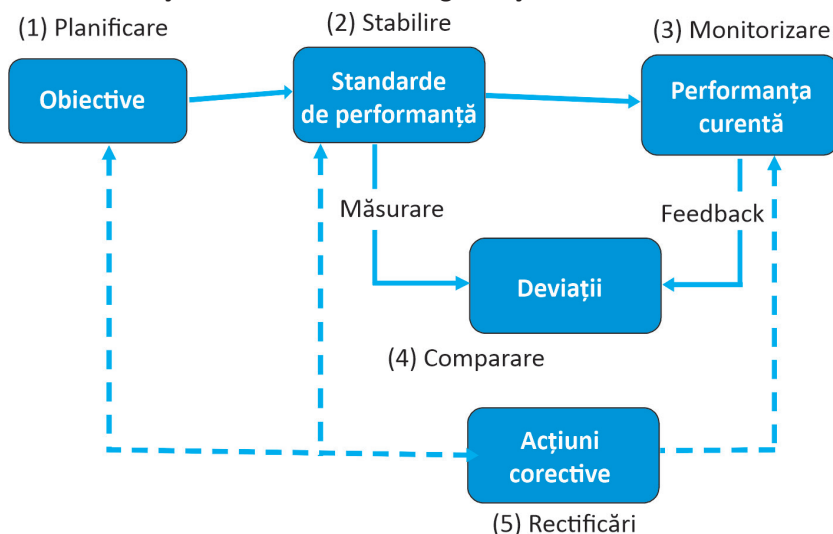 (1) Planificare
(2) Stabilire
(3) Monitorizare
Obiective
Standarde
de performanță
Performanța
curentă
Măsurare
Feedback
Deviații
(4) Comparare
Acțiuni
corective
(5) Rectificări